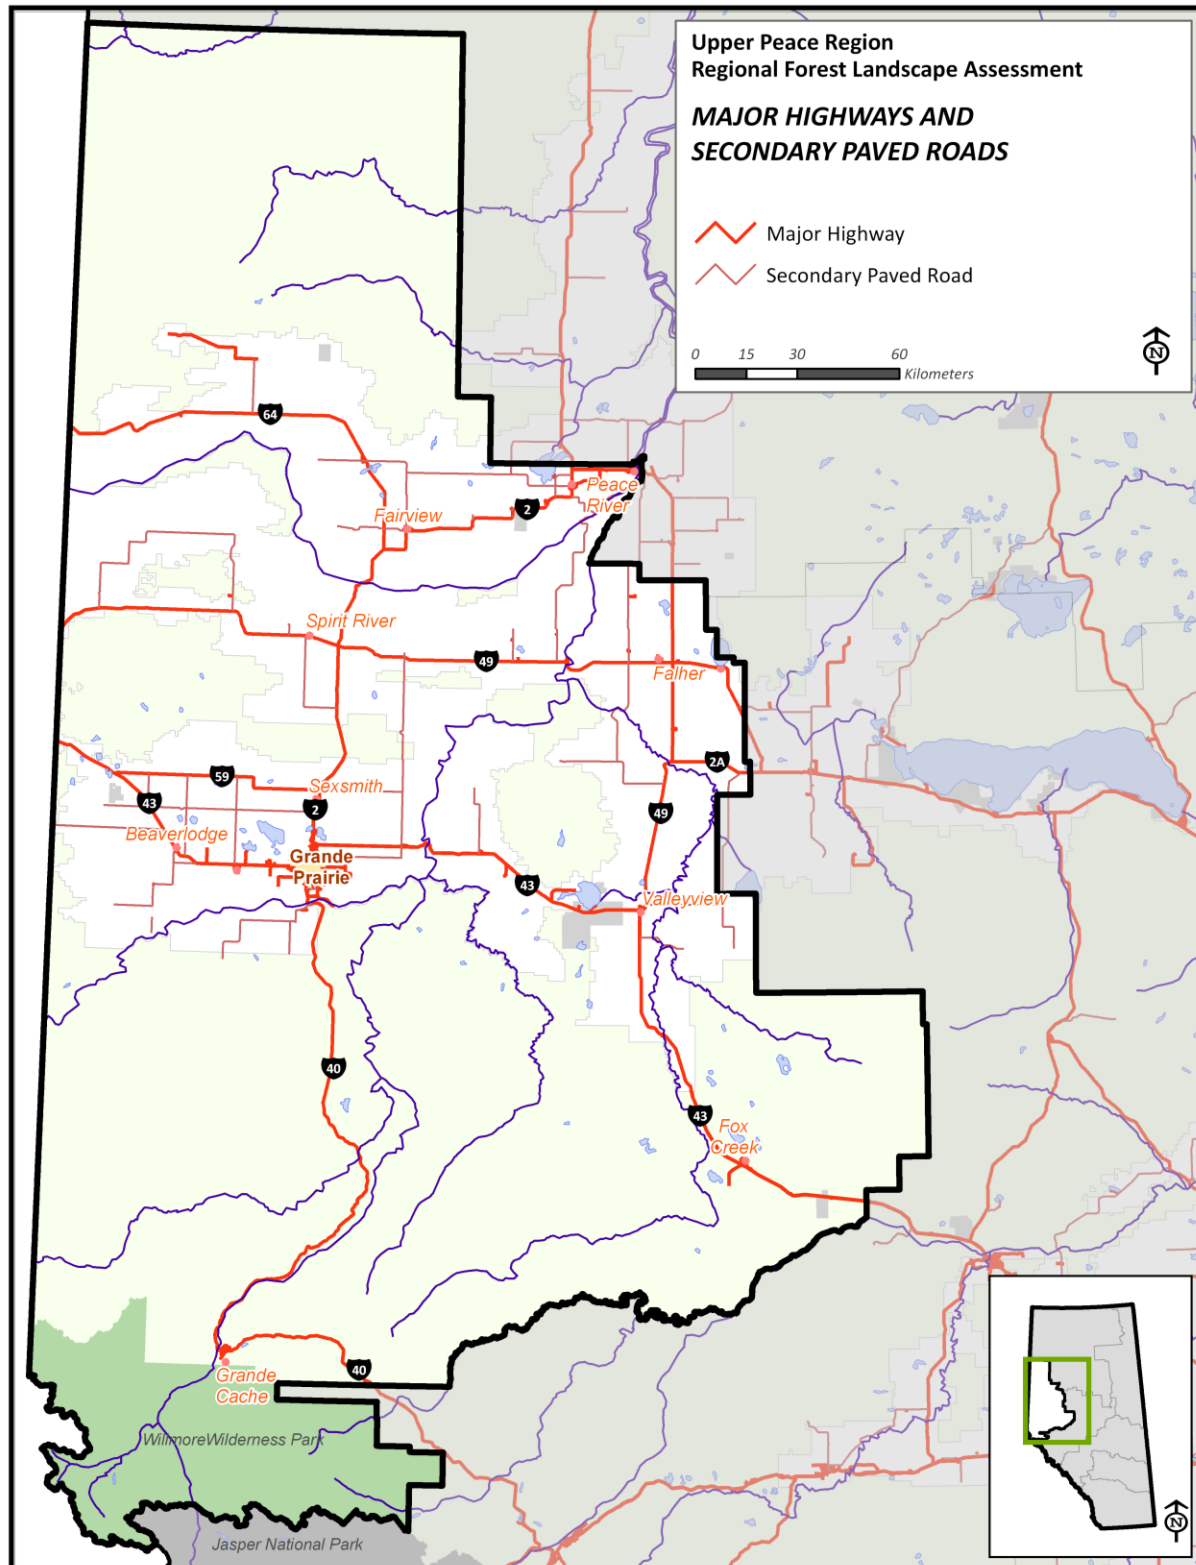 Upper Peace Region
Regional Forest Landscape Assessment
MAJOR HIGHWAYS AND
SECONDARY PAVED ROADS
Major Highway
Secondary Paved Road
0 15 30 60
Kilometers
N
64
Peace
River
2
Fairview
Spirit River
49
Falher
2A
59
Sexsmith
43
2
49
Beaverlodge
Grande
Prairie
43
Valleyview
40
43
Fox
Creek
40
Grande
Cache
WillmoreWilderness Park
Jasper National Park
N